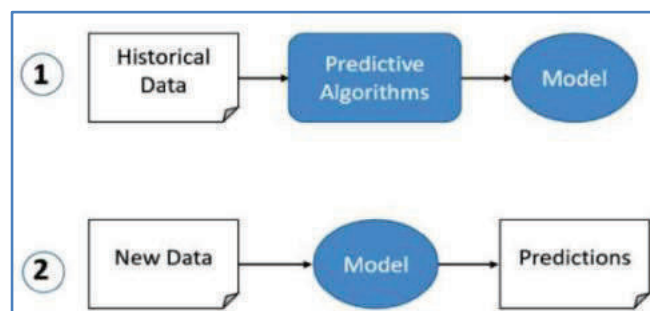 1
Historical
Data
Predictive
Algorithms
Model
2
New Data
Model
Predictions